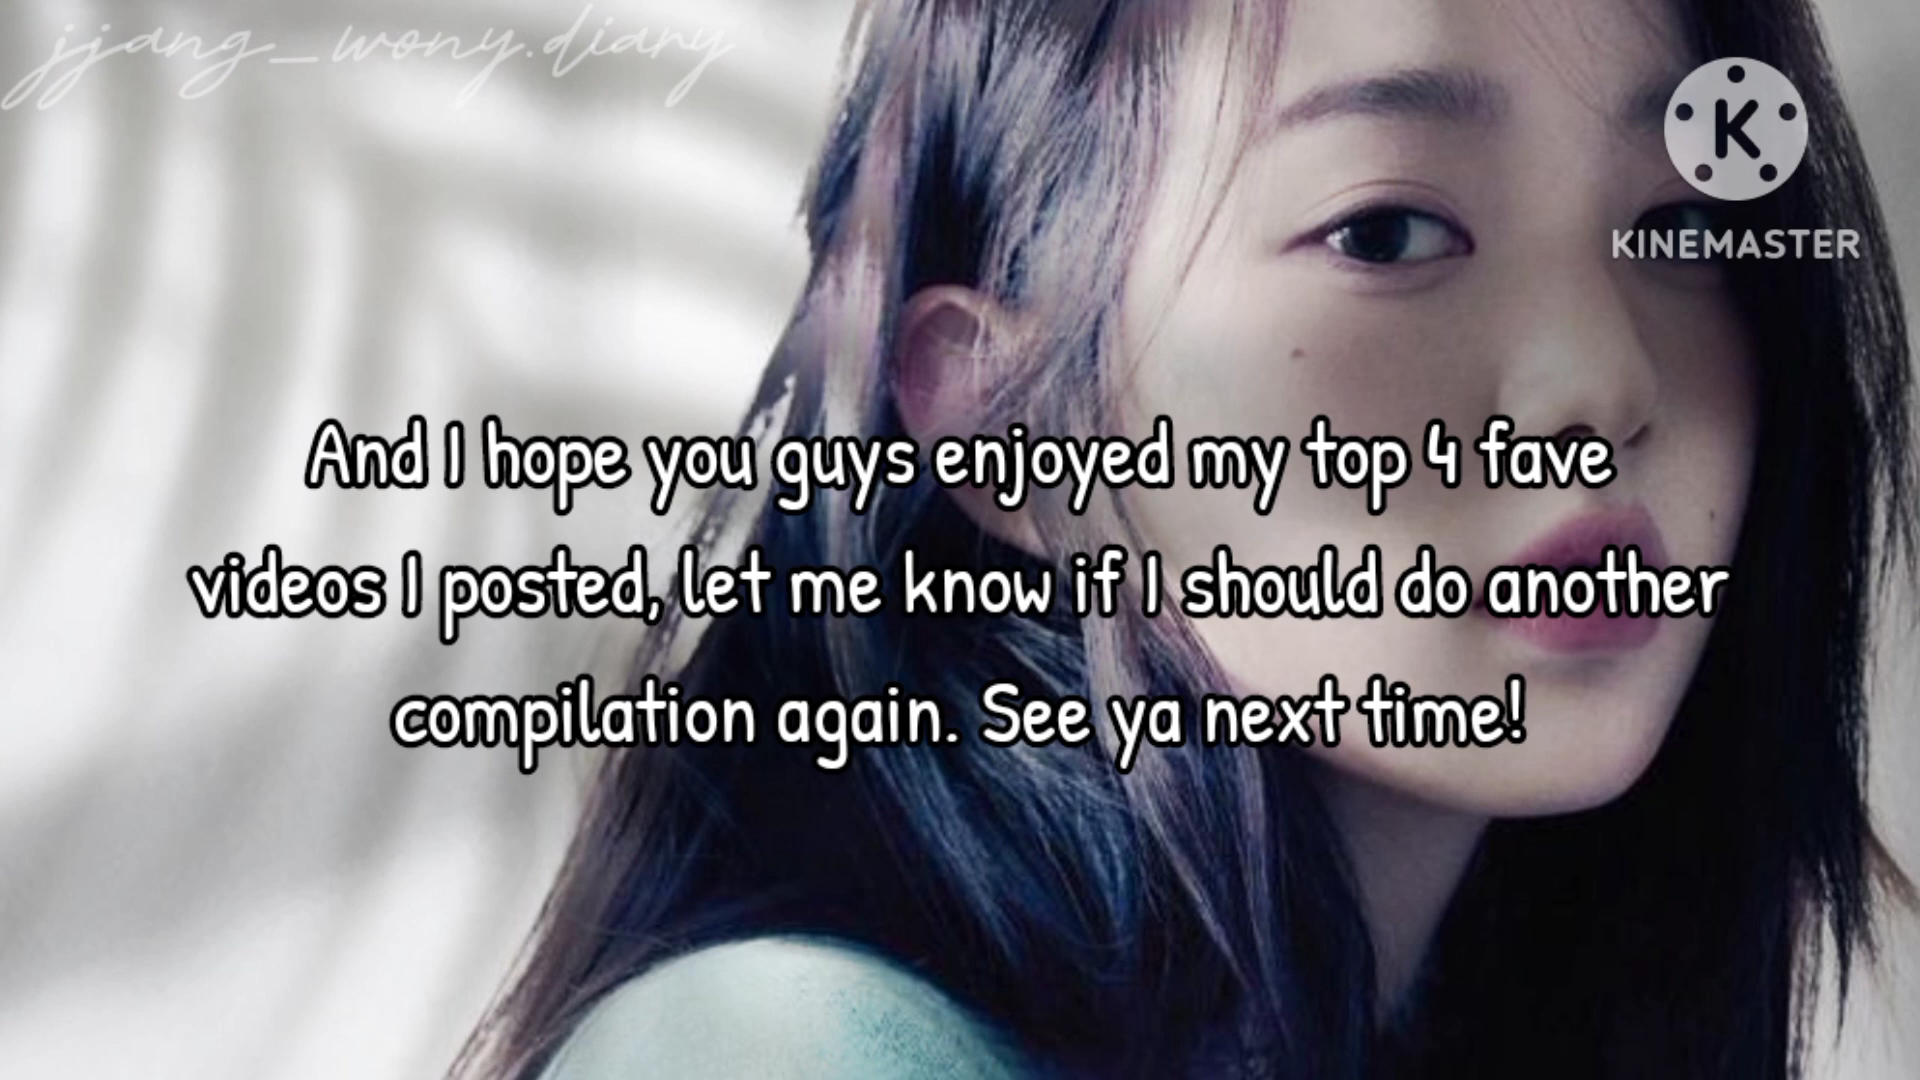 jjang_wony.diary
KINEMASTER
And I hope you guys enjoyed my top 4 fave
videos I posted, let me know if I should do another
compilation again. See ya next time!